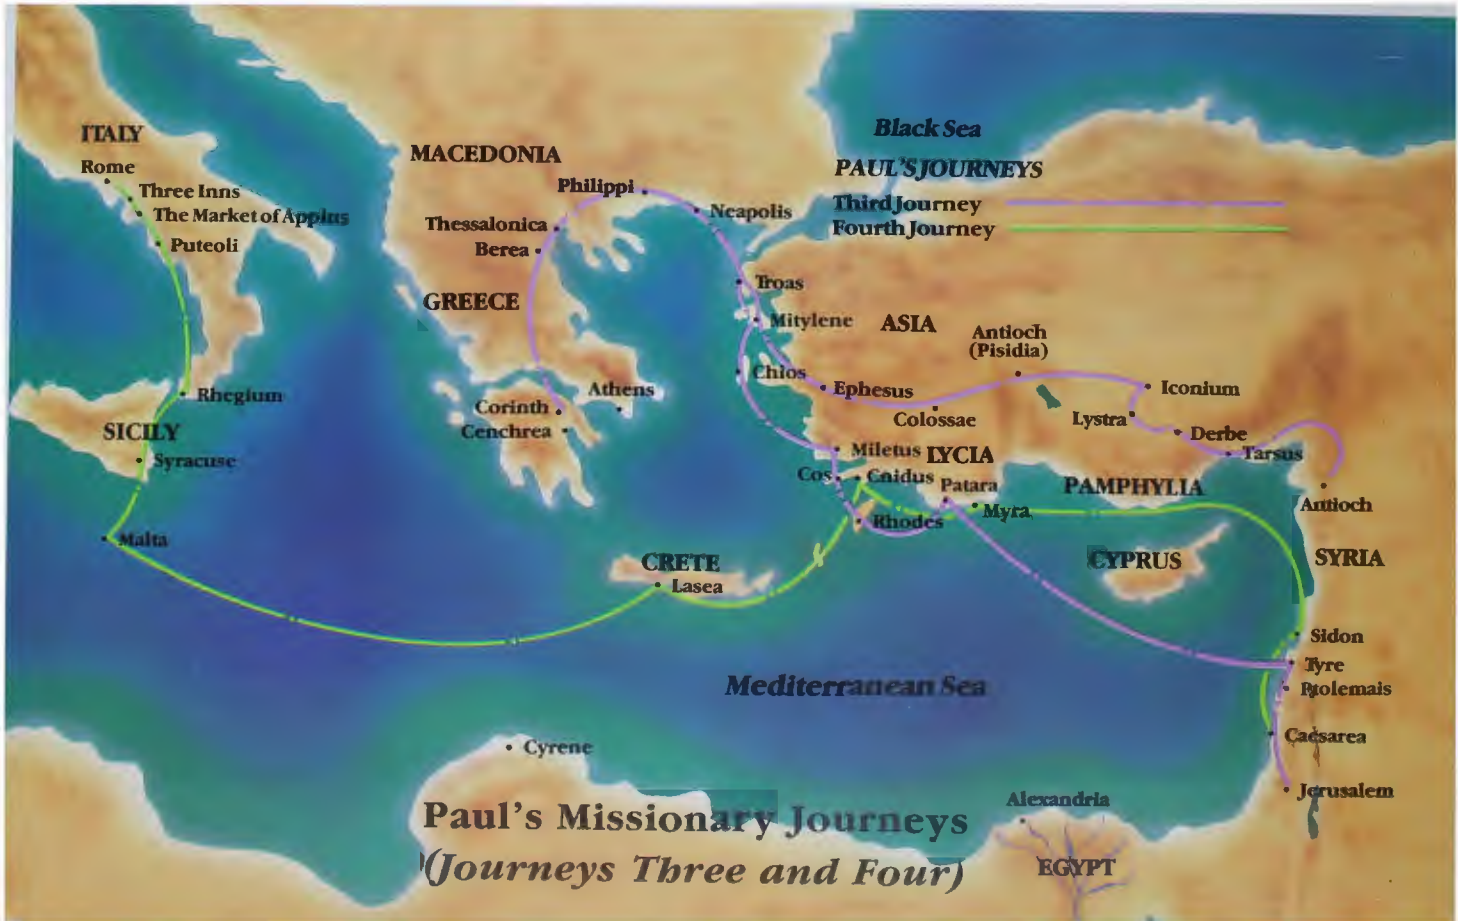 Black Sea
ITALY
MACEDONIA
PAUL'S JOURNEYS
Rome
Three Inns
Philippi
Third Journey
The Market of Appius
Neapolis
Thessalonica
Fourth Journey
Puteoli
Berea
Troas
GREECE
Mitylene
ASIA
Antioch
(Pisidia)
Chios
Ephesus
Iconium
Rhegium
Athens
Corinth
Colossae
Lystra
SICILY
Cenchrea
Derbe
Syracuse
Miletus
LYCIA
Tarsus
Cos
Cnidus
Patara
PAMPHYLIA
Antioch
Rhodes
Myra
Malta
CRETE
CYPRUS
SYRIA
Lasea
Sidon
Mediterranean Sea
Tyre
Ptolemais
Cyrene
Caesarea
Alexandria
Jerusalem
Paul's Missionary Journeys
(Journeys Three and Four)
EGYPT